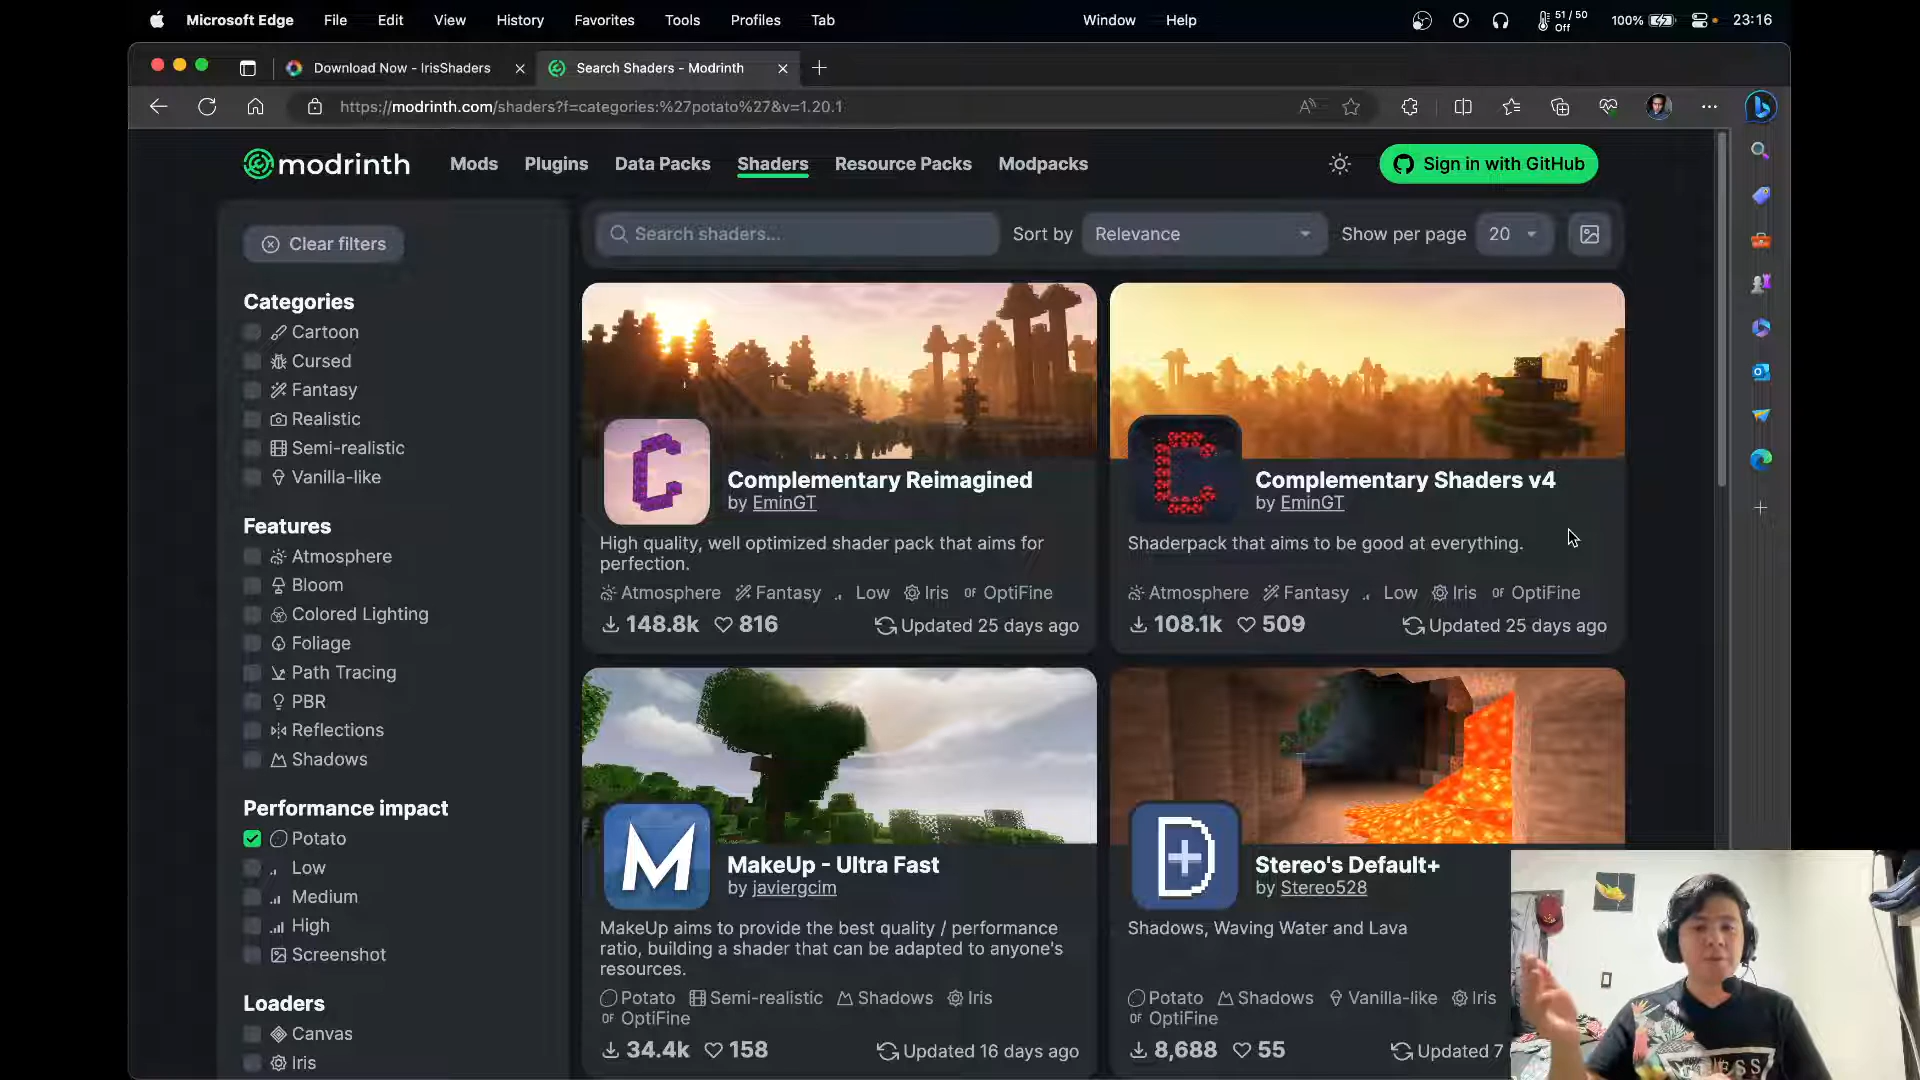 Microsoft Edge File Edit View History Favorites Tools Profiles Tab Window Help 51 / 50 Off 100% 23:16
Download Now - IrisShaders Search Shaders - Modrinth
https://modrinth.com/shaders?f=categories:%27potato%27&v=1.20.1
modrinth Mods Plugins Data Packs Shaders Resource Packs Modpacks Sign in with GitHub
Clear filters
Search shaders... Sort by Relevance Show per page 20
Categories
Cartoon
Cursed
Fantasy
Realistic
Semi-realistic
Vanilla-like
Features
Atmosphere
Bloom
Colored Lighting
Foliage
Path Tracing
PBR
Reflections
Shadows
Performance impact
Potato
Low
Medium
High
Screenshot
Loaders
Canvas
Iris
Complementary Reimagined
by EminGT
High quality, well optimized shader pack that aims for
perfection.
Atmosphere Fantasy Low Iris OF OptiFine
148.8k 816 Updated 25 days ago
Complementary Shaders v4
by EminGT
Shaderpack that aims to be good at everything.
Atmosphere Fantasy Low Iris OF OptiFine
108.1k 509 Updated 25 days ago
M
MakeUp - Ultra Fast
by javiergcim
MakeUp aims to provide the best quality / performance
ratio, building a shader that can be adapted to anyone's
resources.
Potato Semi-realistic Shadows Iris
OF OptiFine
34.4k 158 Updated 16 days ago
D+
Stereo's Default+
by Stereo528
Shadows, Waving Water and Lava
Potato Shadows Vanilla-like Iris
OF OptiFine
8,688 55 Updated 7